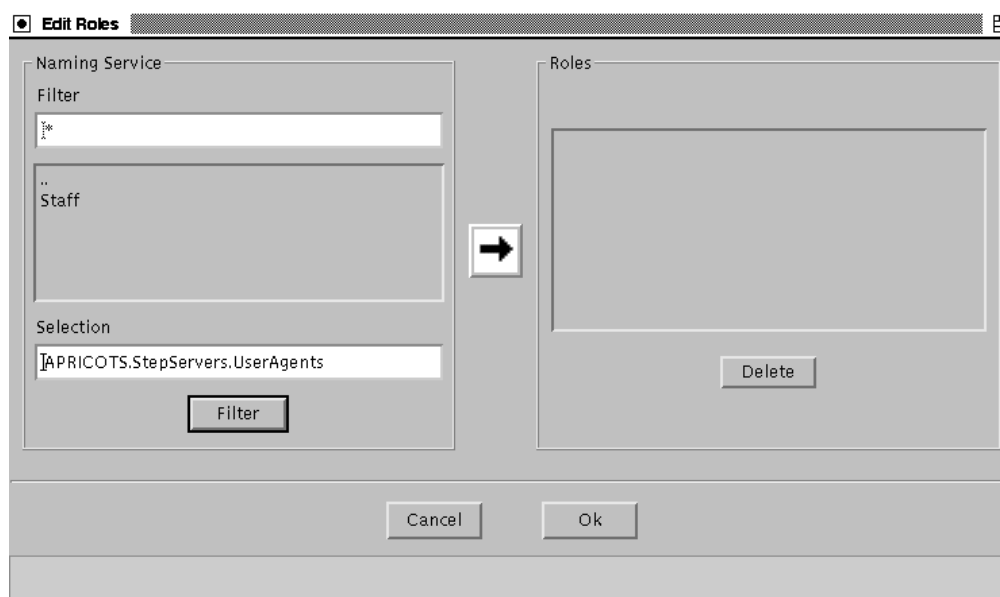 Edit Roles
Naming Service
Filter
*
..
Staff
Selection
APRICOTS.StepServers.UserAgents
Filter
Roles
Delete
Cancel
Ok